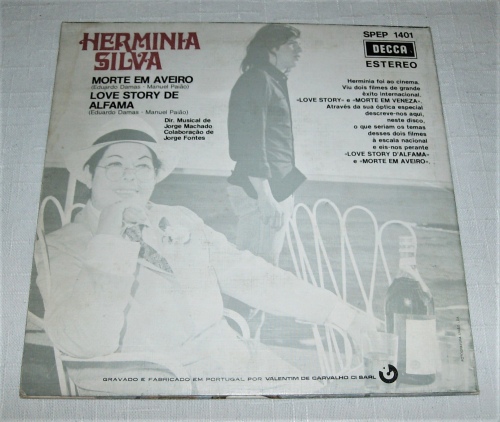 HERMINIA
SILVA
MORTE EM AVEIRO
(Eduardo Damas - Manuel Paião)
LOVE STORY DE
ALFAMA
(Eduardo Damas - Manuel Paião)
Dir. Musical de
Jorge Machado
Colaboração de
Jorge Fontes
SPEP 1401
DECCA
ESTEREO
Herminia foi ao cinema.
Viu dois filmes de grande
êxito internacional,
«LOVE STORY» e «MORTE EM VENEZA».
Através da sua óptica especial
descreve-nos aqui,
neste disco,
o que seriam os temas
desses dois filmes
à escala nacional
e eis-nos perante
«LOVE STORY D'ALFAMA»
e «MORTE EM AVEIRO».
GRAVADO E FABRICADO EM PORTUGAL POR VALENTIM DE CARVALHO CI SARL